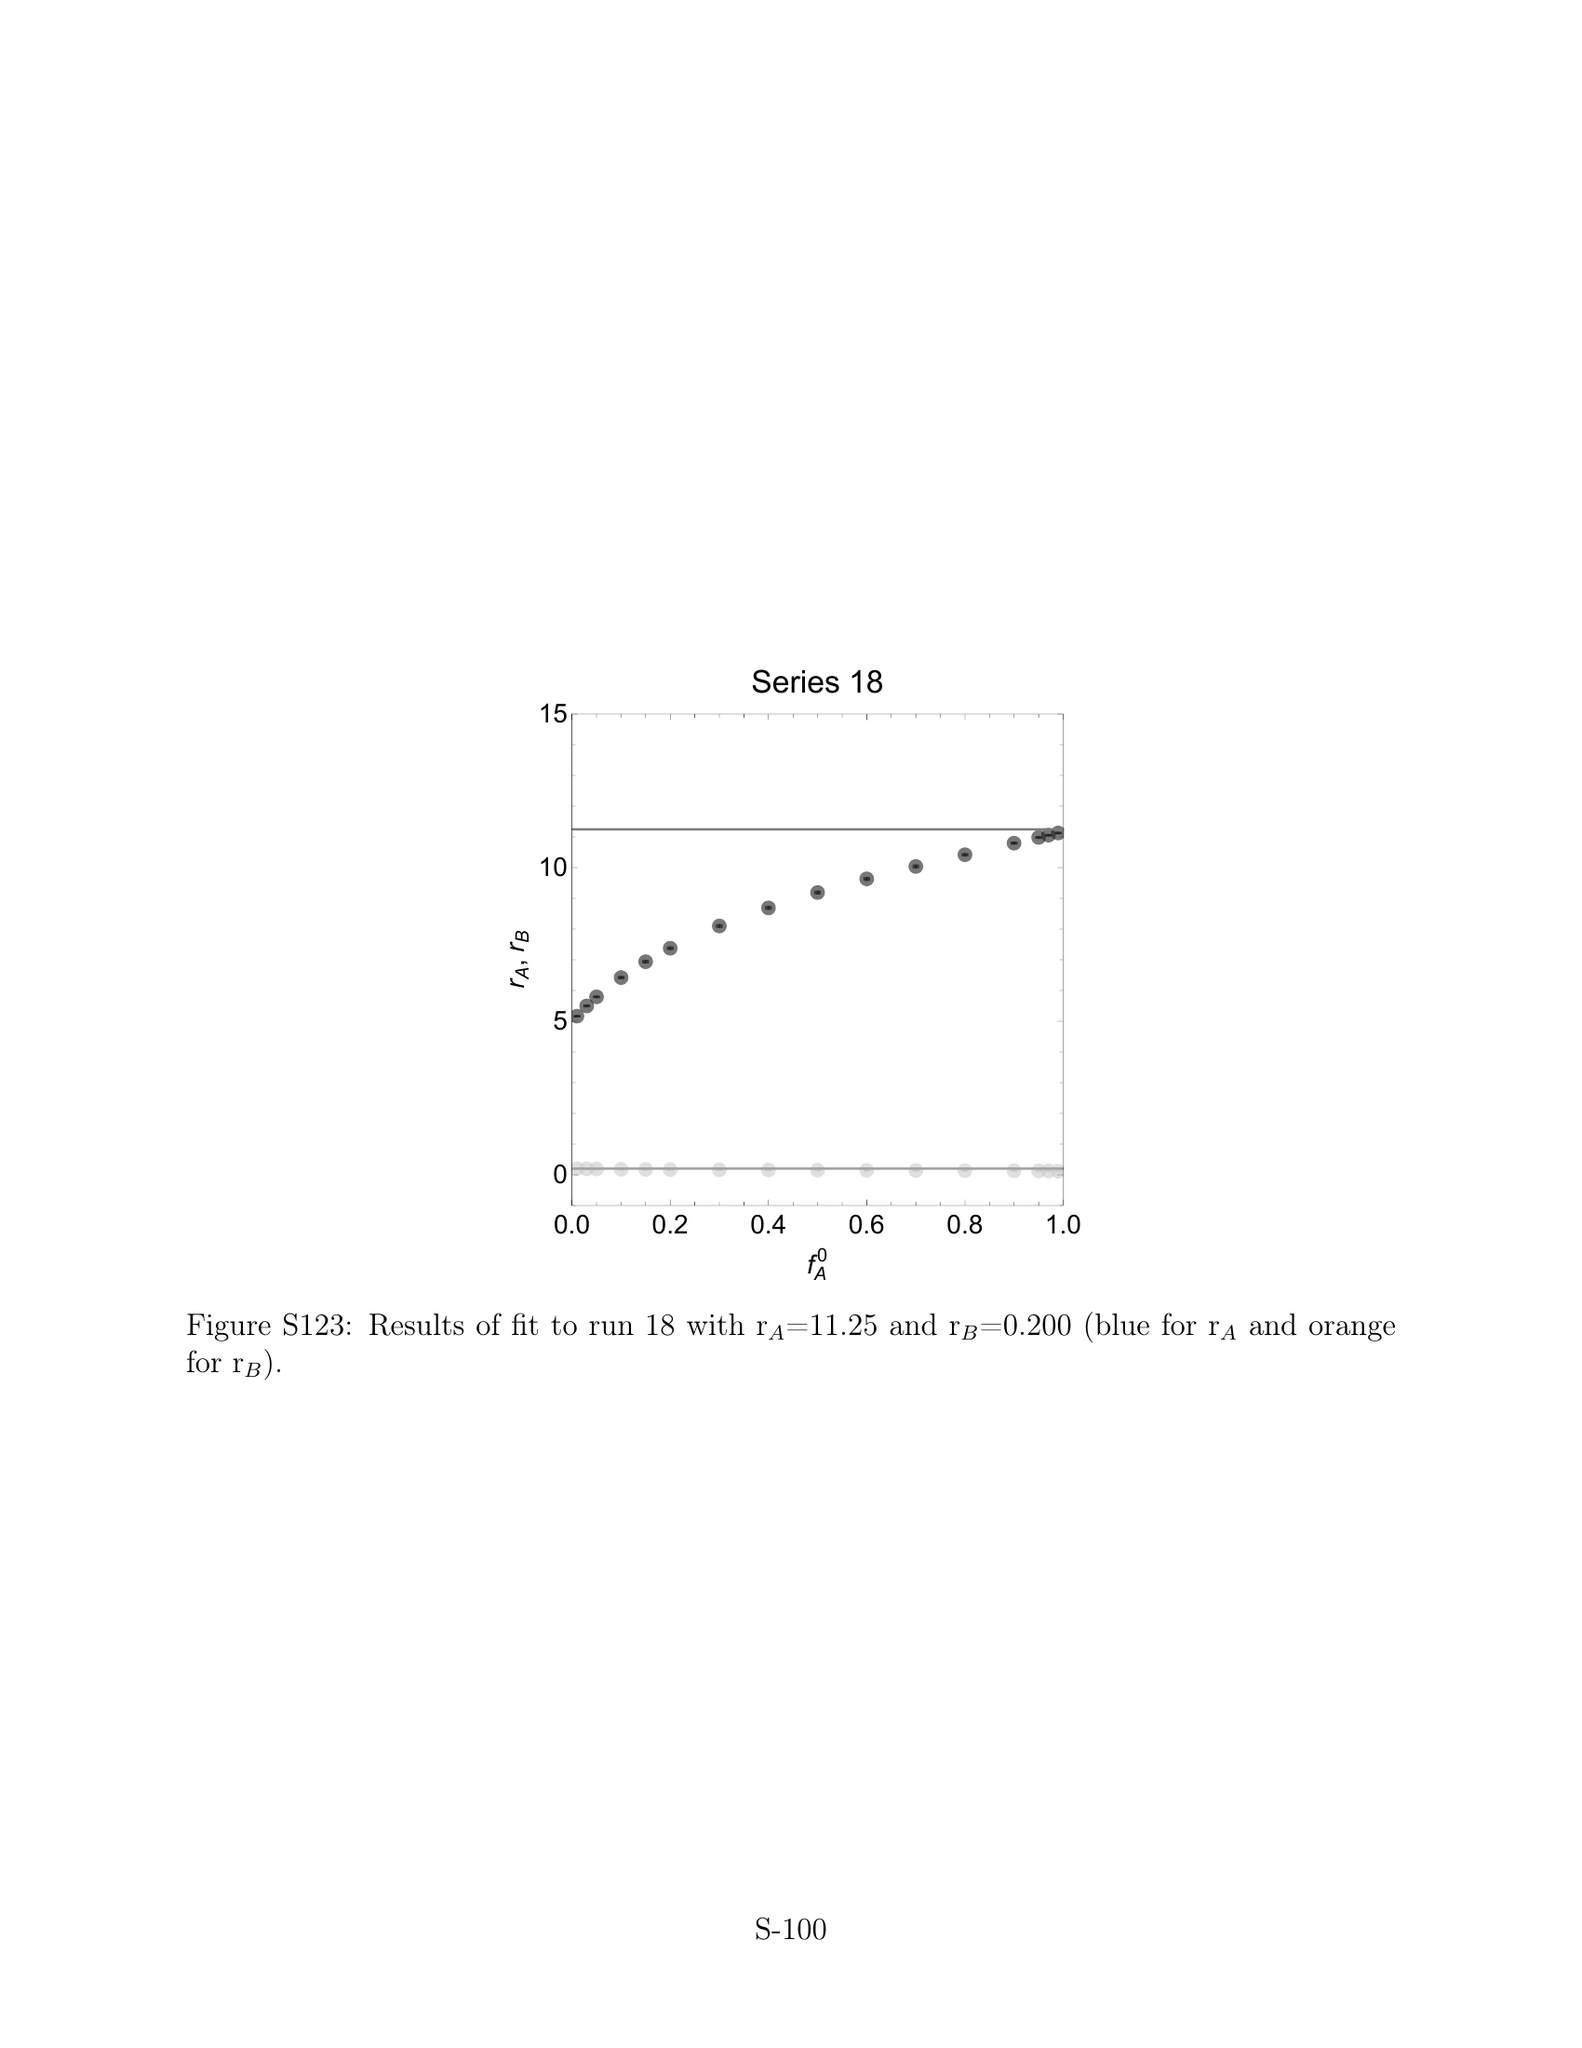 Series 18
15
10
5
0
r_A, r_B
0.0 0.2 0.4 0.6 0.8 1.0
f_A^0
Figure S123: Results of fit to run 18 with r_A=11.25 and r_B=0.200 (blue for r_A and orange
for r_B).
S-100